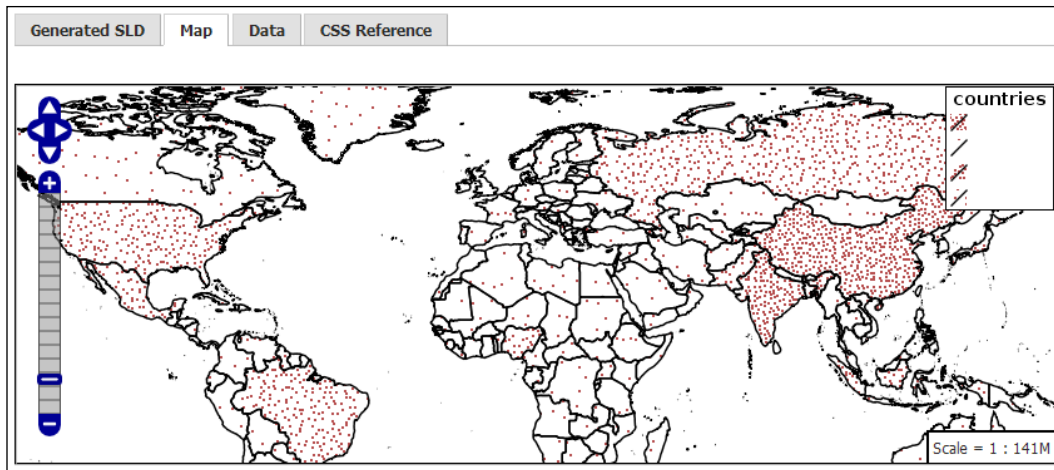 Generated SLD Map Data CSS Reference
countries
Scale = 1 : 141M